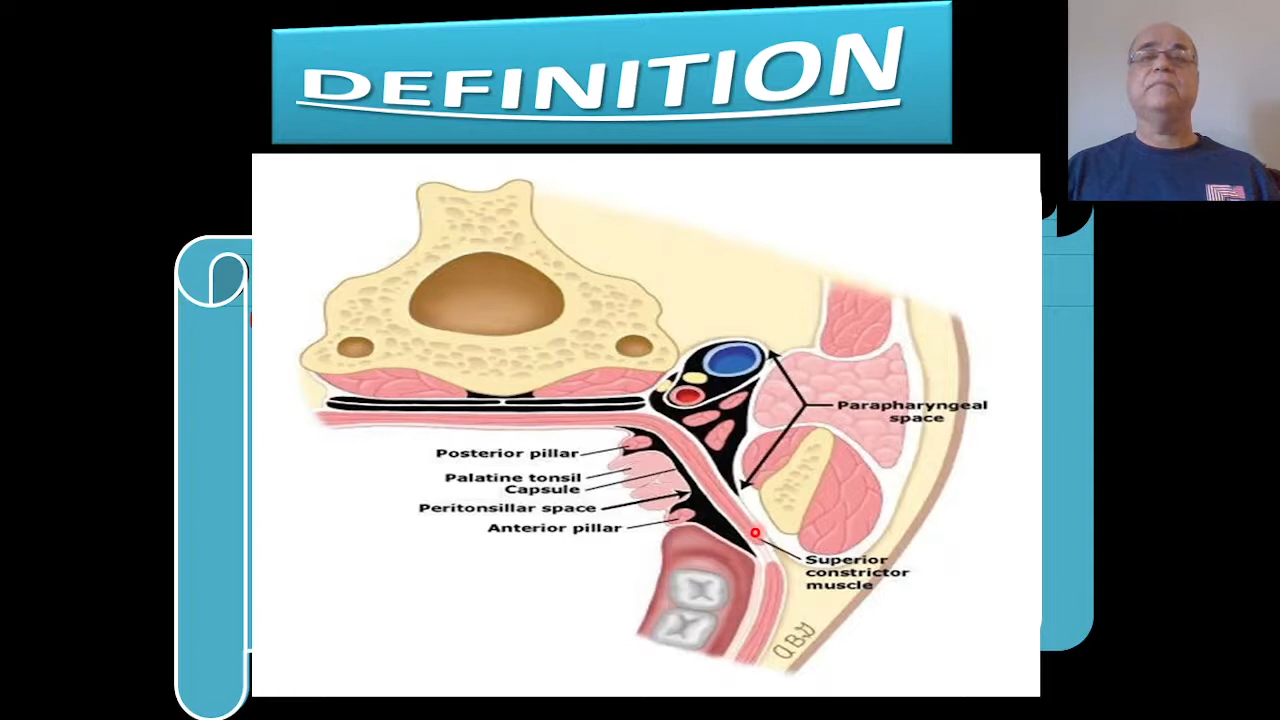 DEFINITION
Parapharyngeal
space
Posterior pillar
Palatine tonsil
Capsule
Peritonsillar space
Anterior pillar
Superior
constrictor
muscle